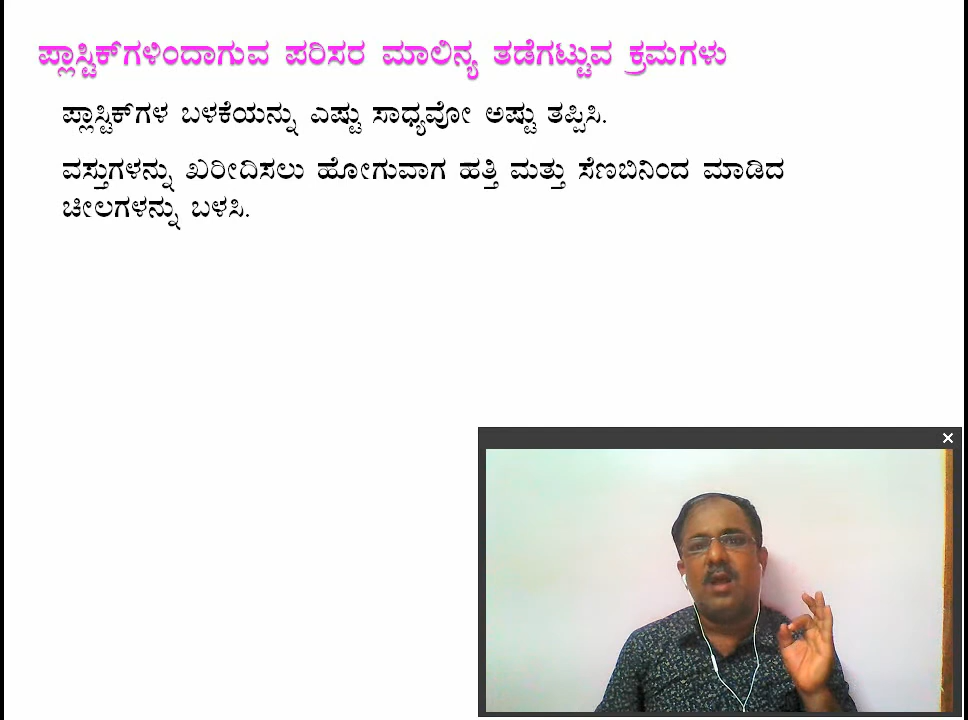 ಪ್ಲಾಸ್ಟಿಕ್‌ಗಳಿಂದಾಗುವ ಪರಿಸರ ಮಾಲಿನ್ಯ ತಡೆಗಟ್ಟುವ ಕ್ರಮಗಳು
ಪ್ಲಾಸ್ಟಿಕ್‌ಗಳ ಬಳಕೆಯನ್ನು ಎಷ್ಟು ಸಾಧ್ಯವೋ ಅಷ್ಟು ತಪ್ಪಿಸಿ.
ವಸ್ತುಗಳನ್ನು ಖರೀದಿಸಲು ಹೋಗುವಾಗ ಹತ್ತಿ ಮತ್ತು ಸೆಣಬಿನಿಂದ ಮಾಡಿದ
ಚೀಲಗಳನ್ನು ಬಳಸಿ.